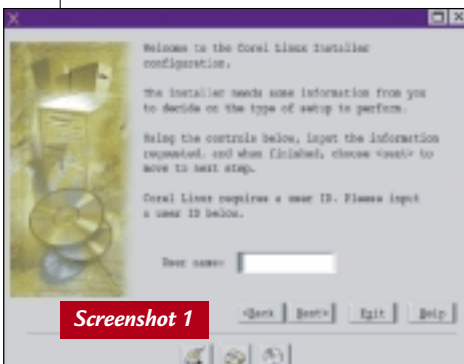 Welcome to the Corel Linux Installer
configuration.
The installer needs some information from you
to decide on the type of setup to perform.
Using the controls below, input the information
requested, and when finished, choose <next> to
move to next step.
Corel Linux requires a user ID. Please input
a user ID below.
User name:
<Back Next> Exit Help
Screenshot 1